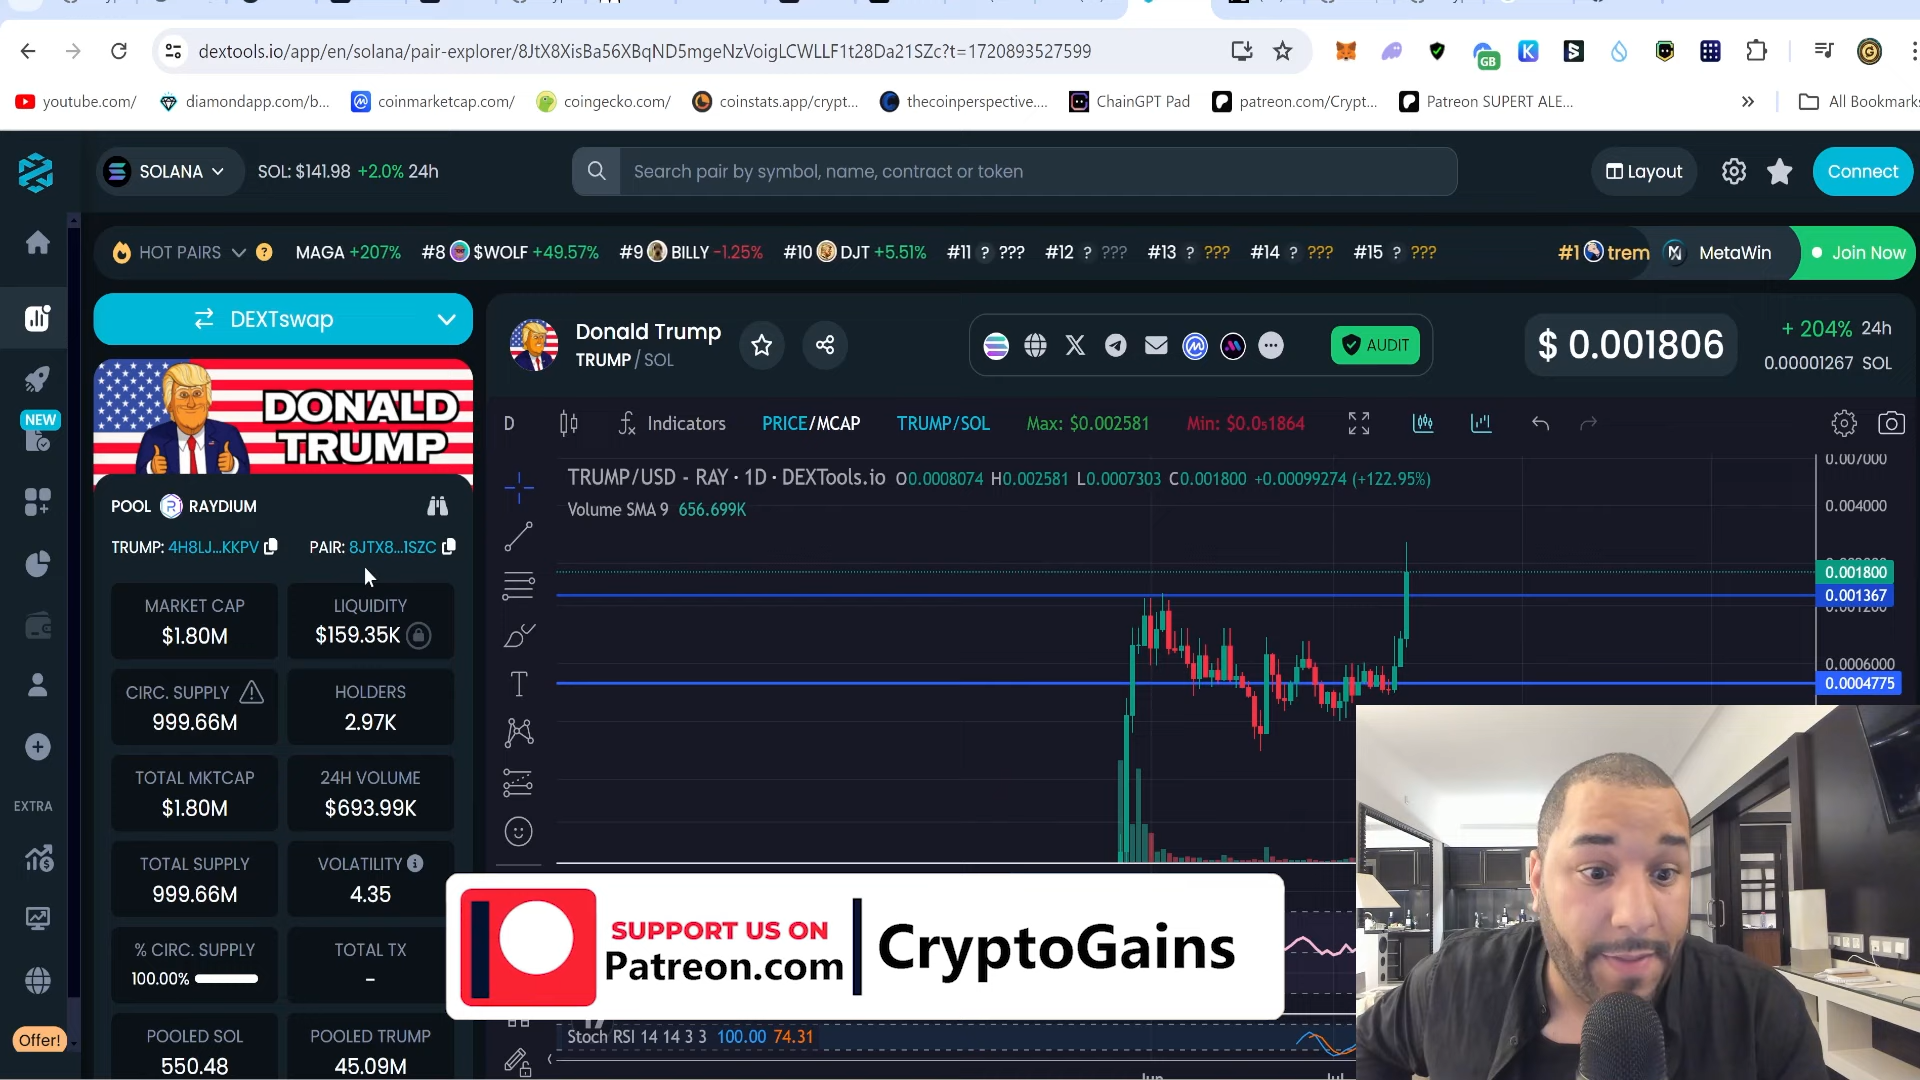 dextools.io/app/en/solana/pair-explorer/8JtX8XisBa56XBqND5mgeNzVoigLCWLLF1t28Da21SZc?t=1720893527599
GB
youtube.com/ diamondapp.com/b... coinmarketcap.com/ coingecko.com/ coinstats.app/crypt... thecoinperspective.... ChainGPT Pad patreon.com/Crypt... Patreon SUPERT ALE... » All Bookmarks
SOLANA SOL: $141.98 +2.0% 24h Search pair by symbol, name, contract or token Layout Connect
HOT PAIRS ? MAGA +207% #8 $WOLF +49.57% #9 BILLY -1.25% #10 DJT +5.51% #11 ? ??? #12 ? ??? #13 ? ??? #14 ? ??? #15 ? ??? #1 trem MetaWin Join Now
DEXTswap
Donald Trump
TRUMP / SOL
AUDIT
$ 0.001806
+ 204% 24h
0.00001267 SOL
DONALD
TRUMP
NEW
D Indicators PRICE/MCAP TRUMP/SOL Max: $0.002581 Min: $0.0₅1864
TRUMP/USD - RAY · 1D · DEXTools.io O0.0008074 H0.002581 L0.0007303 C0.001800 +0.00099274 (+122.95%)
Volume SMA 9 656.699K
POOL RAYDIUM
TRUMP: 4H8LJ...KKPV PAIR: 8JTX8...1SZC
MARKET CAP
$1.80M
LIQUIDITY
$159.35K
CIRC. SUPPLY
999.66M
HOLDERS
2.97K
TOTAL MKTCAP
$1.80M
24H VOLUME
$693.99K
TOTAL SUPPLY
999.66M
VOLATILITY
4.35
% CIRC. SUPPLY
100.00%
TOTAL TX
-
POOLED SOL
550.48
POOLED TRUMP
45.09M
EXTRA
Offer!
0.007000
0.004000
0.001800
0.001367
0.0006000
0.0004775
SUPPORT US ON
Patreon.com
CryptoGains
Stoch RSI 14 14 3 3 100.00 74.31